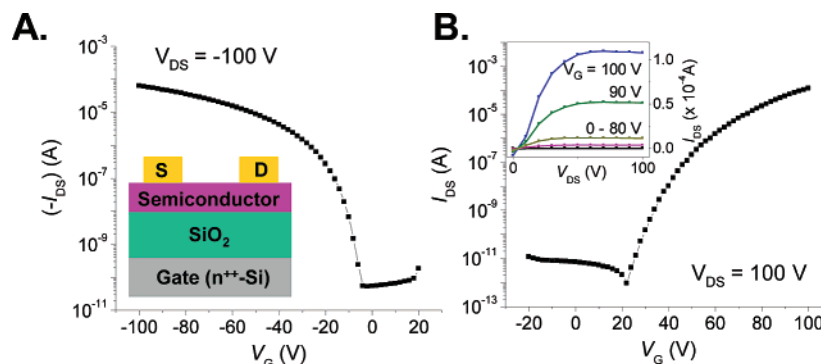 A.
V_DS = -100 V
10⁻³
10⁻⁵
10⁻⁷
10⁻⁹
10⁻¹¹
(-I_DS) (A)
S D
Semiconductor
SiO₂
Gate (n⁺⁺-Si)
-100 -80 -60 -40 -20 0 20
V_G (V)
B.
10⁻³
10⁻⁵
10⁻⁷
10⁻⁹
10⁻¹¹
10⁻¹³
I_DS (A)
V_G = 100 V
90 V
0 - 80 V
1.0
0.5
0.0
I_DS (x 10⁻⁴A)
0 V_DS (V) 100
V_DS = 100 V
-20 0 20 40 60 80 100
V_G (V)